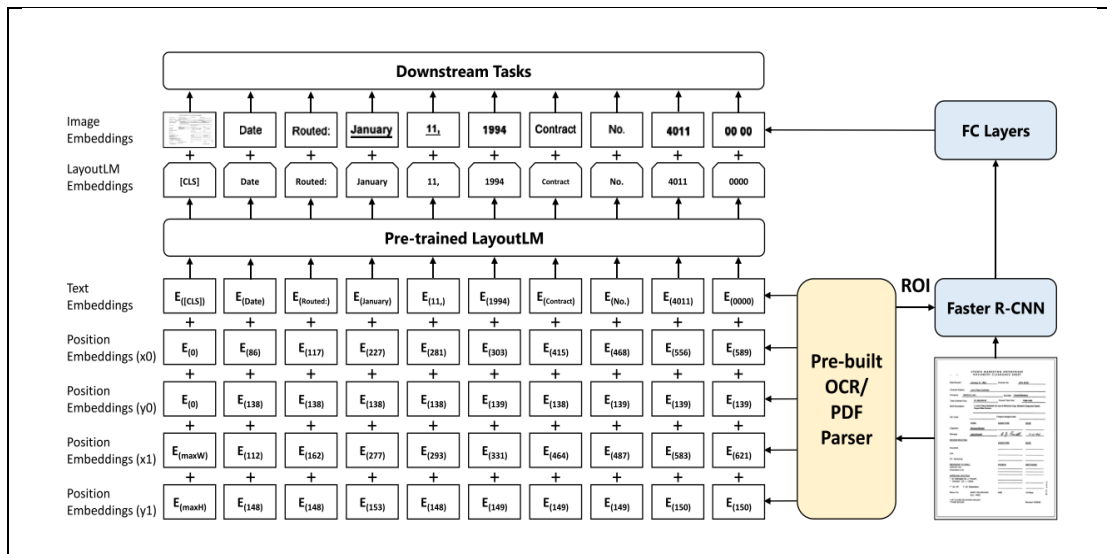 Downstream Tasks
Image Embeddings
Date Routed: January 11, 1994 Contract No. 4011 00 00
FC Layers
LayoutLM Embeddings
[CLS] Date Routed: January 11, 1994 Contract No. 4011 0000
Pre-trained LayoutLM
Text Embeddings
E([CLS]) E(Date) E(Routed:) E(January) E(11,) E(1994) E(Contract) E(No.) E(4011) E(0000)
ROI
Faster R-CNN
Position Embeddings (x0)
E(0) E(86) E(117) E(227) E(281) E(303) E(415) E(468) E(556) E(589)
Position Embeddings (y0)
E(0) E(138) E(138) E(138) E(138) E(139) E(138) E(139) E(139) E(139)
Pre-built
OCR/
PDF
Parser
Position Embeddings (x1)
E(maxW) E(112) E(162) E(277) E(293) E(331) E(464) E(487) E(583) E(621)
Position Embeddings (y1)
E(maxH) E(148) E(148) E(153) E(148) E(149) E(149) E(149) E(150) E(150)